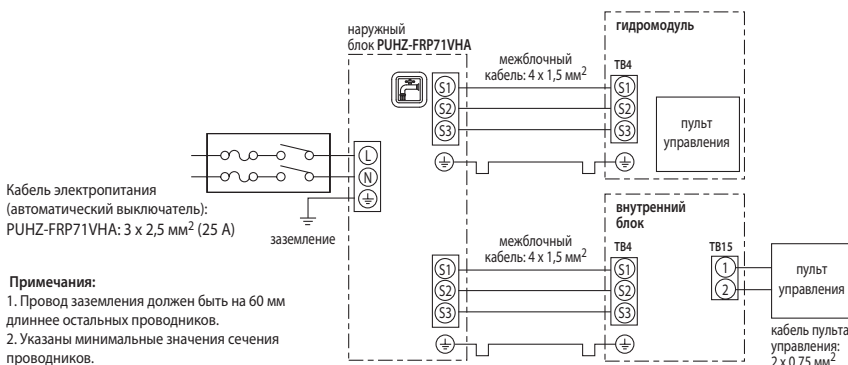 наружный
блок PUHZ-FRP71VHA
гидромодуль
межблочный
кабель: 4 x 1,5 мм²
TB4
S1
S2
S3
S1
S2
S3
пульт
управления
L
N
Кабель электропитания
(автоматический выключатель):
PUHZ-FRP71VHA: 3 x 2,5 мм² (25 А)
заземление
внутренний
блок
межблочный
кабель: 4 x 1,5 мм²
TB4
TB15
S1
S2
S3
S1
S2
S3
1
2
пульт
управления
кабель пульта
управления:
2 x 0,75 мм²
Примечания:
1. Провод заземления должен быть на 60 мм
длиннее остальных проводников.
2. Указаны минимальные значения сечения
проводников.